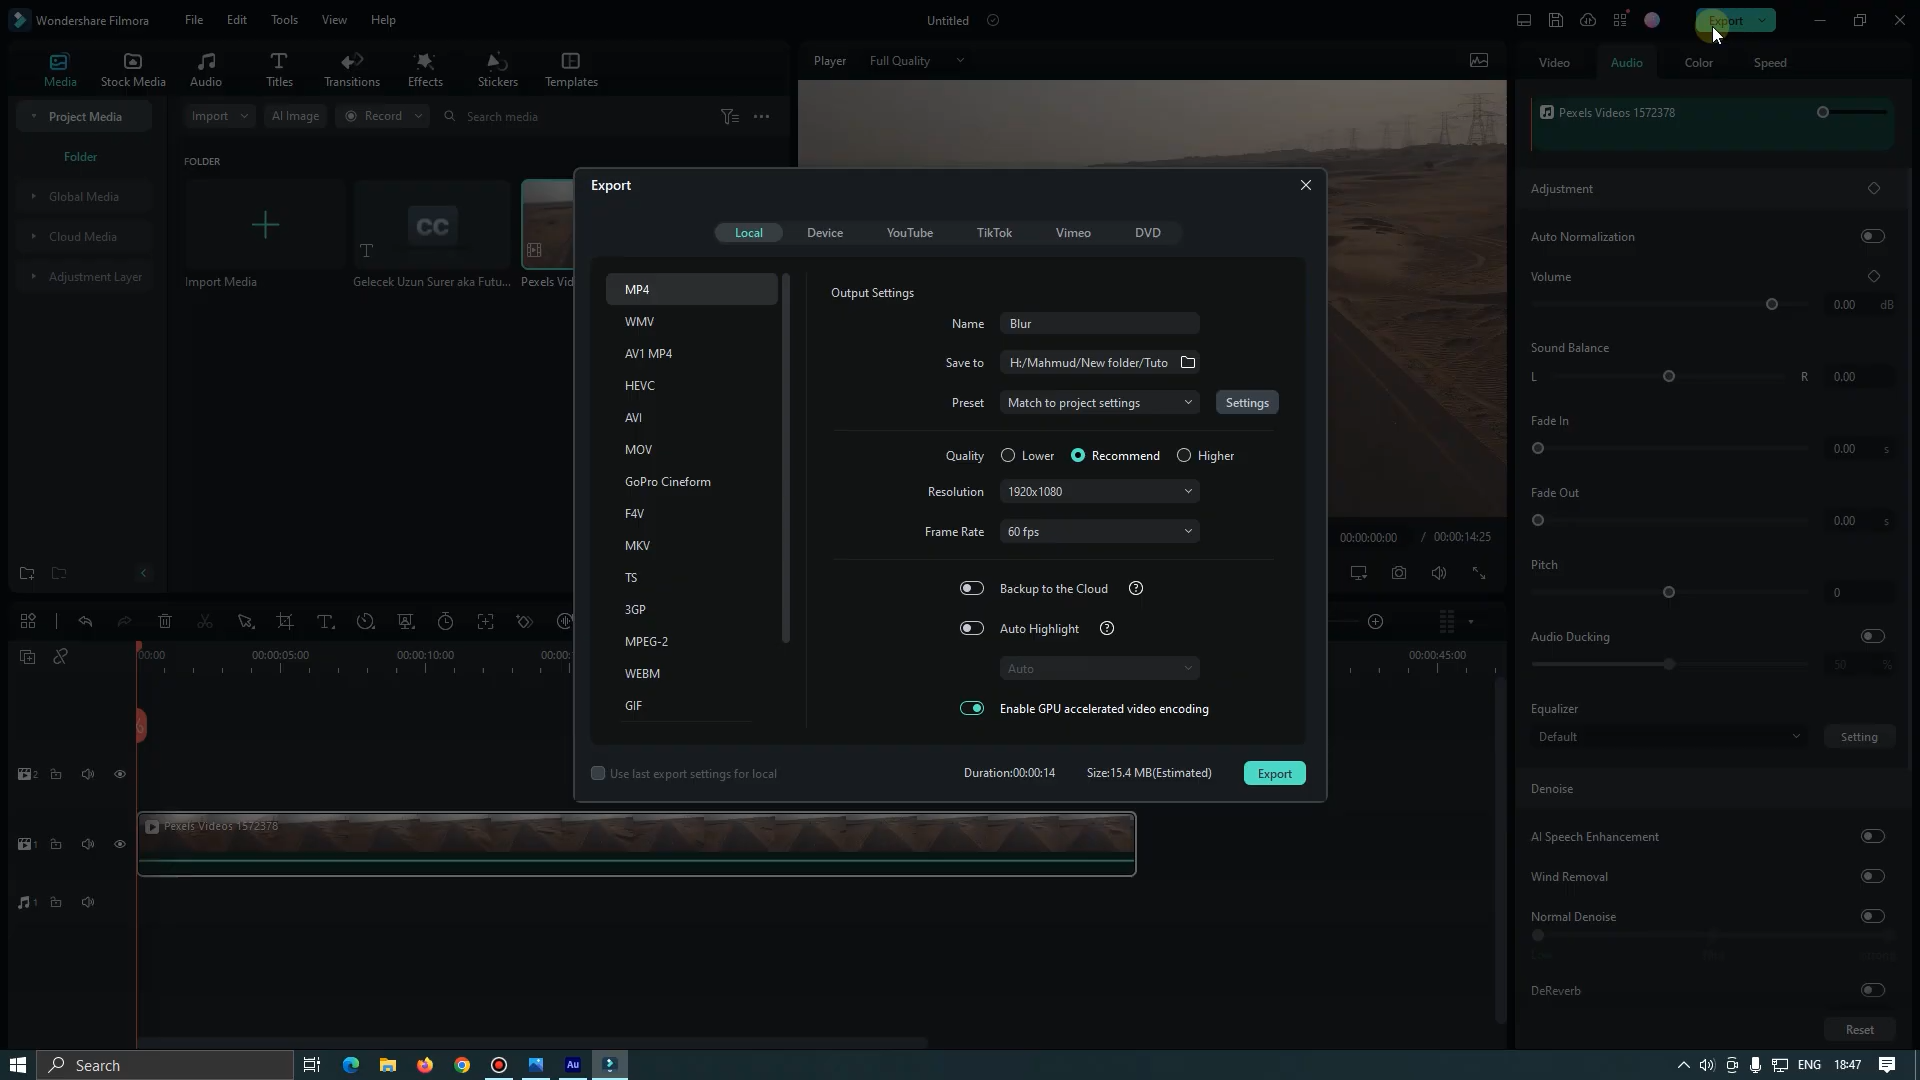 Wondershare Filmora
File
Edit
Tools
View
Help
Untitled
Export
Media
Stock Media
Audio
Titles
Transitions
Effects
Stickers
Templates
Player
Full Quality
Video
Audio
Color
Speed
Project Media
Import
AI Image
Record
Search media
Pexels Videos 1572378
Folder
FOLDER
Global Media
Cloud Media
Adjustment Layer
CC
T
Import Media
Gelecek Uzun Surer aka Futu...
Pexels Vid
Export
Local
Device
YouTube
TikTok
Vimeo
DVD
MP4
WMV
AV1 MP4
HEVC
AVI
MOV
GoPro Cineform
F4V
MKV
TS
3GP
MPEG-2
WEBM
GIF
Output Settings
Name
Blur
Save to
H:/Mahmud/New folder/Tuto
Preset
Match to project settings
Settings
Quality
Lower
Recommend
Higher
Resolution
1920x1080
Frame Rate
60 fps
Backup to the Cloud
Auto Highlight
Auto
Enable GPU accelerated video encoding
Use last export settings for local
Duration:00:00:14
Size:15.4 MB(Estimated)
Export
00:00:00:00
/ 00:00:14:25
Adjustment
Auto Normalization
Volume
0.00
dB
Sound Balance
L
R
0.00
Fade In
0.00
s
Fade Out
0.00
s
Pitch
0
Audio Ducking
50
%
Equalizer
Default
Setting
Denoise
AI Speech Enhancement
Wind Removal
Normal Denoise
DeReverb
Reset
00:00
00:00:05:00
00:00:10:00
00:00:1
00:00:45:00
2
1
Pexels Videos 1572378
1
Search
Au
ENG
18:47